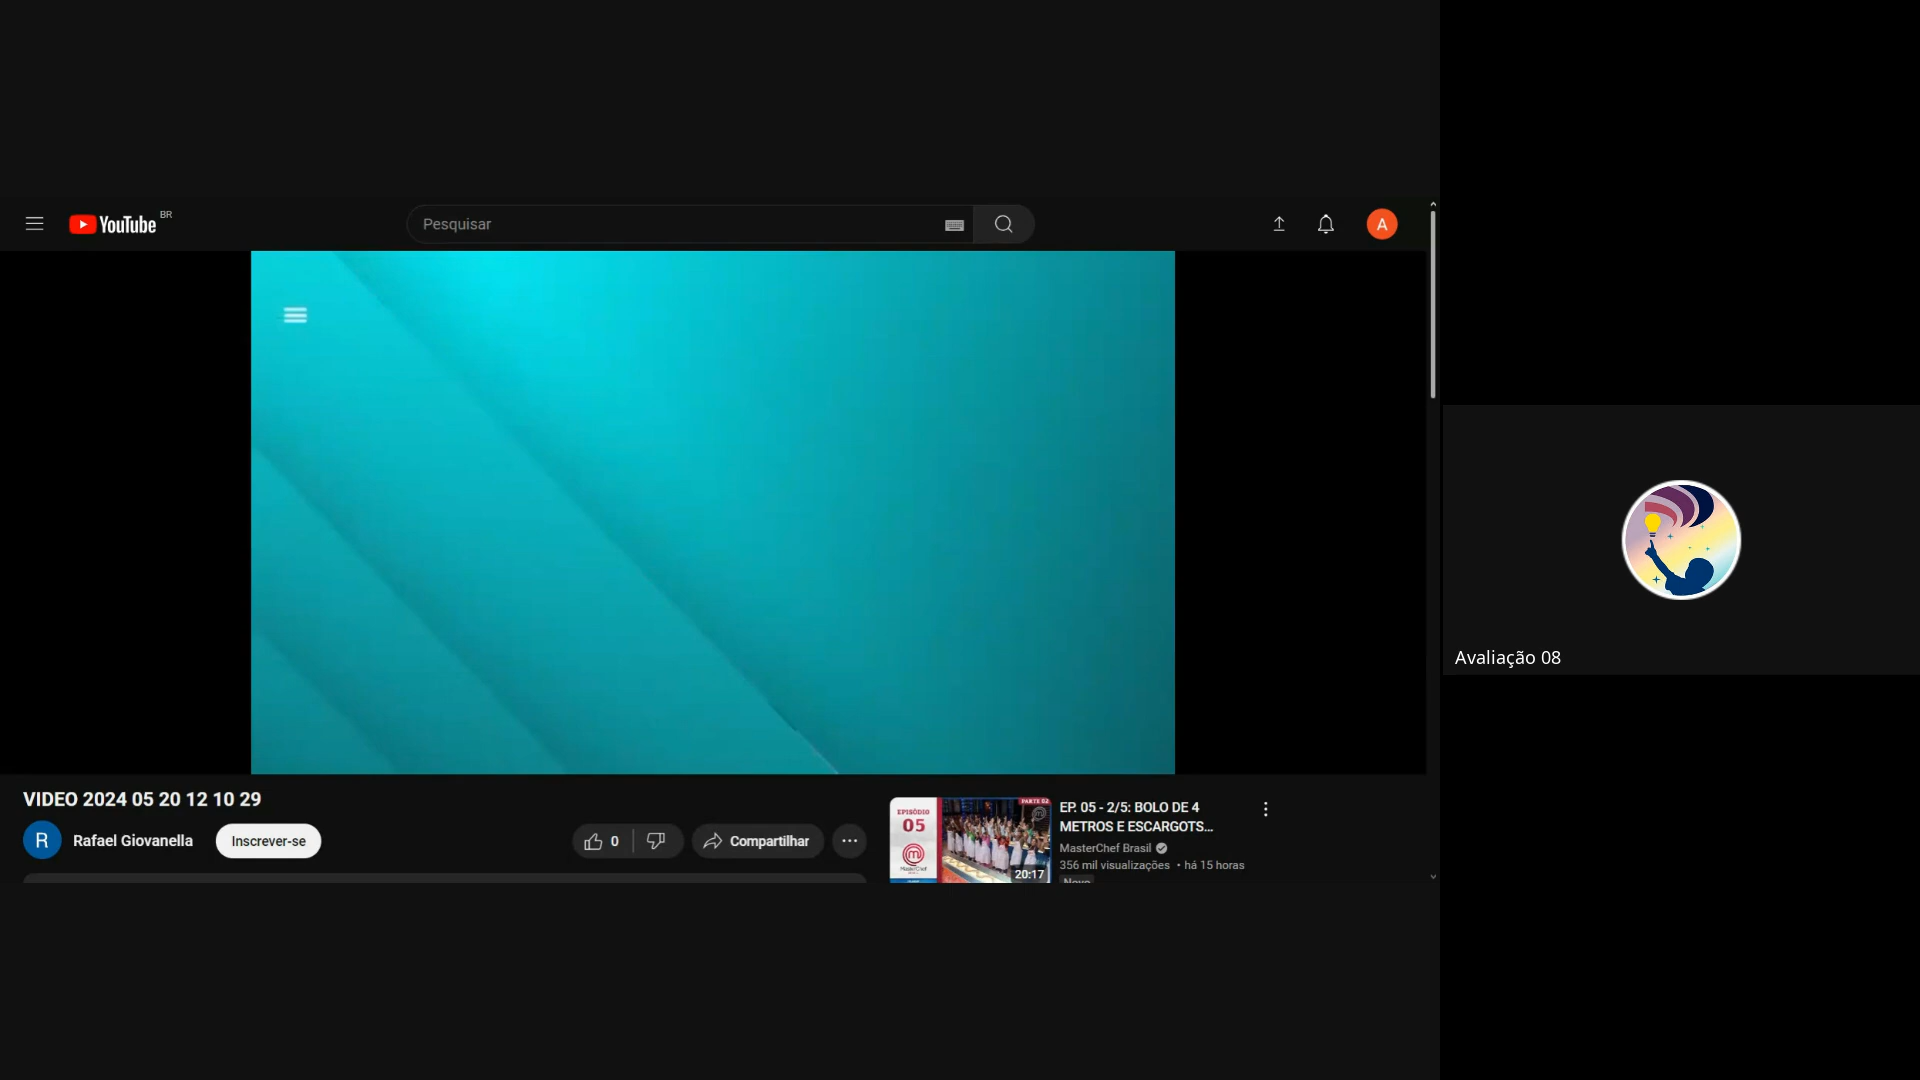 YouTube BR
Pesquisar
A
VIDEO 2024 05 20 12 10 29
R
Rafael Giovanella
Inscrever-se
0
Compartilhar
EPISÓDIO
05
MasterChef
PARTE 02
20:17
EP. 05 - 2/5: BOLO DE 4
METROS E ESCARGOTS...
MasterChef Brasil
356 mil visualizações • há 15 horas
Novo
Avaliação 08